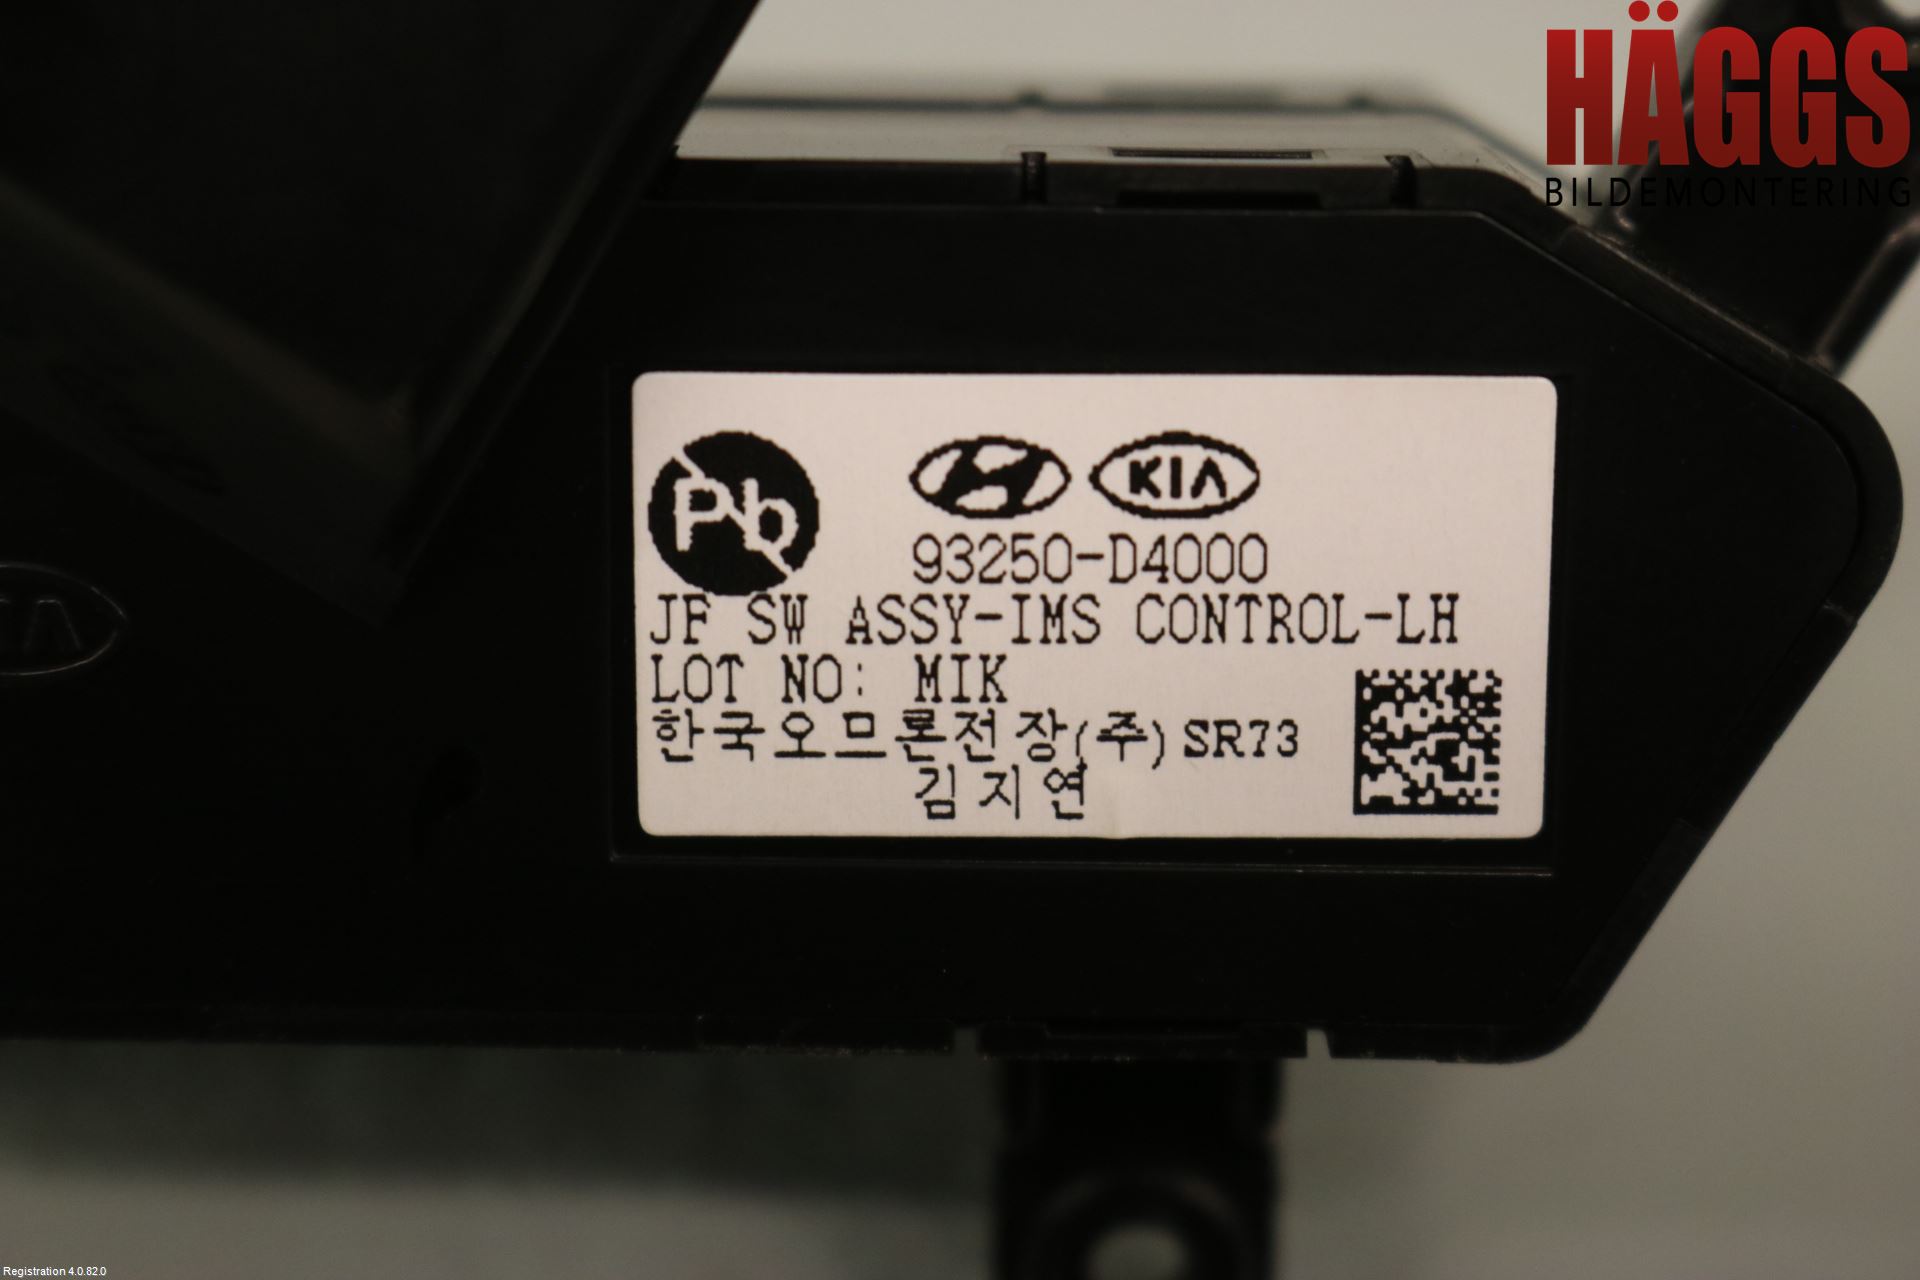 HÄGGS
BILDEMONTERING
Pb
KIA
93250-D4000
JF SW ASSY-IMS CONTROL-LH
LOT NO: MIK
한국오므론전장(주) SR73
김지연
Registration 4.0.82.0